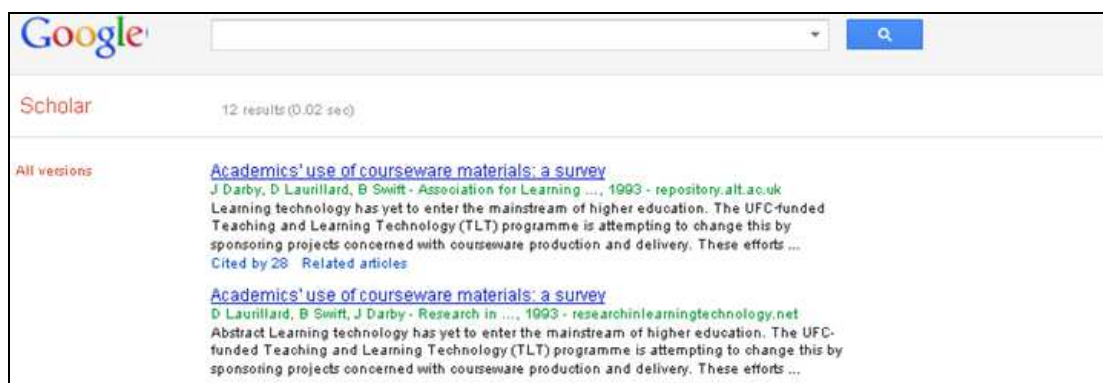 Google
Scholar
12 results (0.02 sec)
All versions
Academics' use of courseware materials: a survey
J Darby, D Laurillard, B Swift - Association for Learning ..., 1993 - repository.alt.ac.uk
Learning technology has yet to enter the mainstream of higher education. The UFC-funded
Teaching and Learning Technology (TLT) programme is attempting to change this by
sponsoring projects concerned with courseware production and delivery. These efforts ...
Cited by 28 Related articles
Academics' use of courseware materials: a survey
D Laurillard, B Swift, J Darby - Research in ..., 1993 - researchinlearningtechnology.net
Abstract Learning technology has yet to enter the mainstream of higher education. The UFC-
funded Teaching and Learning Technology (TLT) programme is attempting to change this by
sponsoring projects concerned with courseware production and delivery. These efforts ...